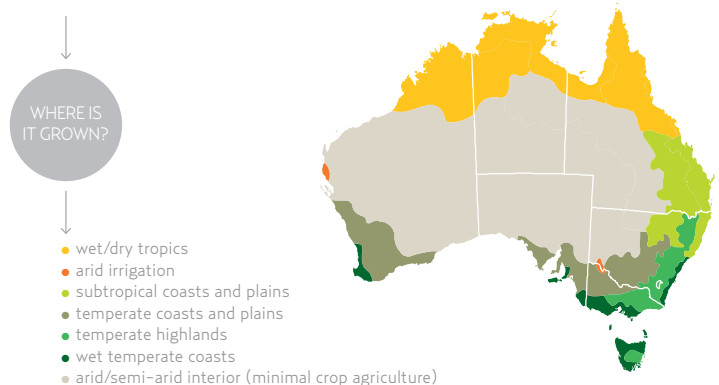 WHERE IS
IT GROWN?
wet/dry tropics
arid irrigation
subtropical coasts and plains
temperate coasts and plains
temperate highlands
wet temperate coasts
arid/semi-arid interior (minimal crop agriculture)